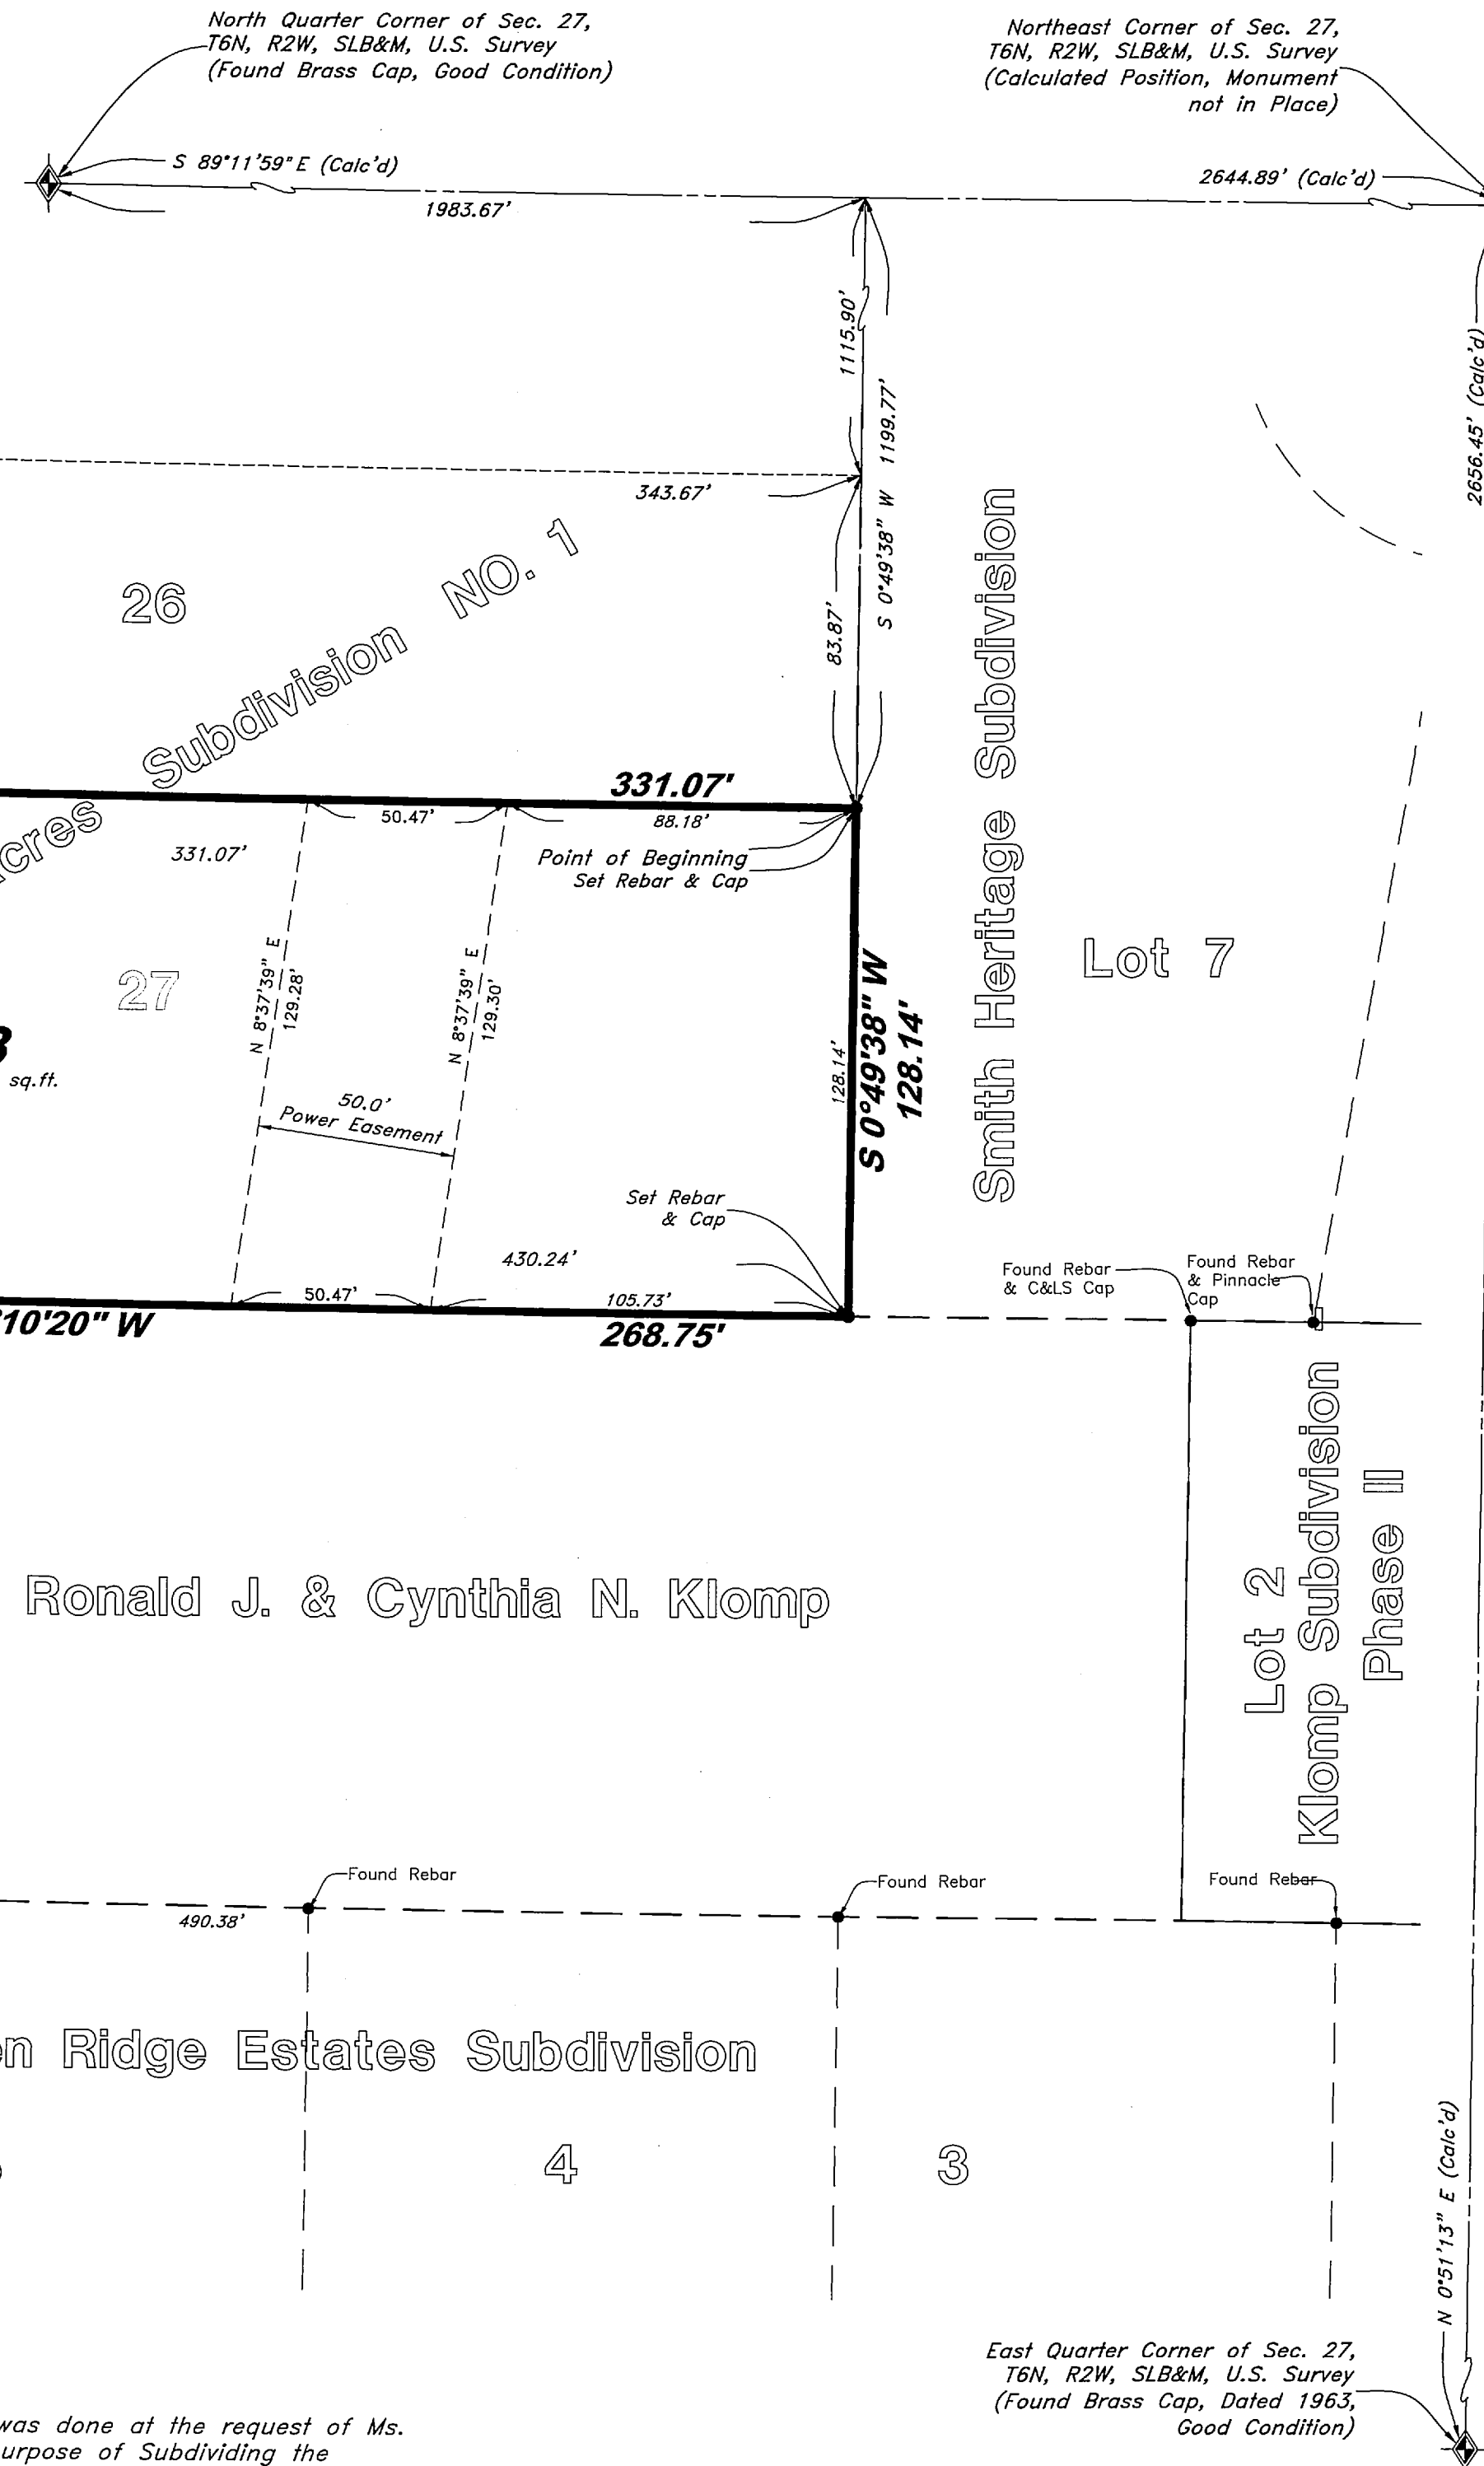 North Quarter Corner of Sec. 27,
T6N, R2W, SLB&M, U.S. Survey
(Found Brass Cap, Good Condition)
Northeast Corner of Sec. 27,
T6N, R2W, SLB&M, U.S. Survey
(Calculated Position, Monument
not in Place)
S 89°11'59" E (Calc'd)
2644.89' (Calc'd)
1983.67'
1115.90'
S 0°49'38" W 1199.77'
2656.45' (Calc'd)
343.67'
83.87'
26
Subdivision NO. 1
Smith Heritage Subdivision
331.07'
50.47'
88.18'
cres
331.07'
Point of Beginning
Set Rebar & Cap
27
N 8°37'39" E
129.28'
N 8°37'39" E
129.30'
Lot 7
128.14'
S 0°49'38" W
128.14'
sq.ft.
50.0'
Power Easement
Set Rebar
& Cap
430.24'
Found Rebar
& C&LS Cap
Found Rebar
& Pinnacle
Cap
50.47'
105.73'
10'20" W
268.75'
Lot 2
Klomp Subdivision
Phase II
Ronald J. & Cynthia N. Klomp
Found Rebar
Found Rebar
Found Rebar
490.38'
en Ridge Estates Subdivision
4
3
N 0°51'13" E (Calc'd)
East Quarter Corner of Sec. 27,
T6N, R2W, SLB&M, U.S. Survey
(Found Brass Cap, Dated 1963,
Good Condition)
was done at the request of Ms.
urpose of Subdividing the